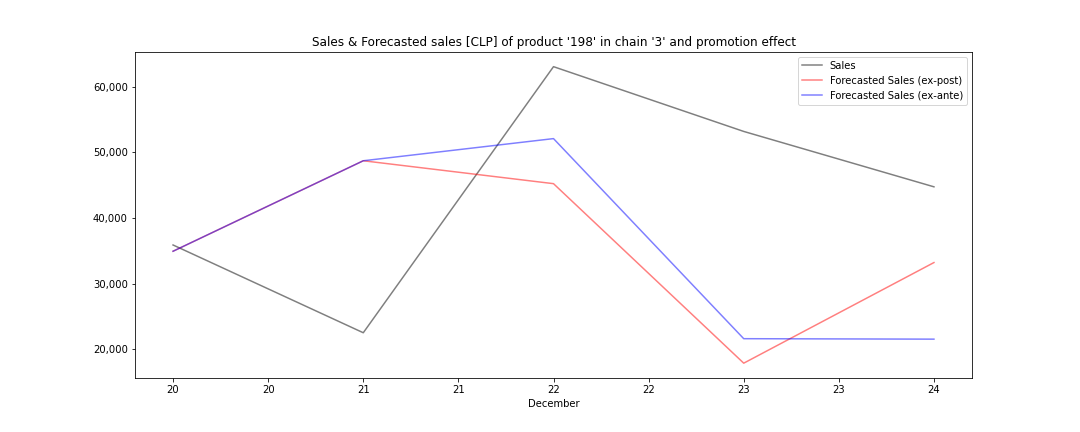 Sales & Forecasted sales [CLP] of product '198' in chain '3' and promotion effect
Sales
Forecasted Sales (ex-post)
Forecasted Sales (ex-ante)
60,000
50,000
40,000
30,000
20,000
20 20 21 21 22 22 23 23 24
December